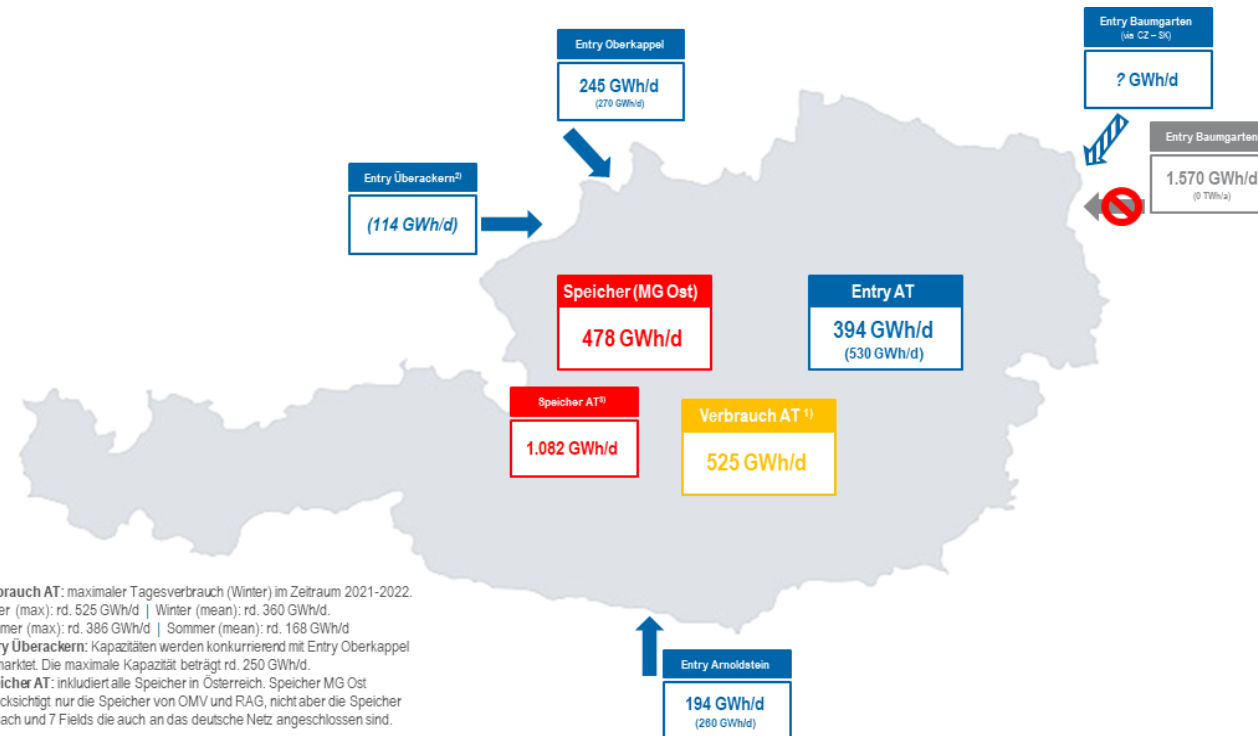 Entry Baumgarten
(via CZ – SK)
? GWh/d
Entry Oberkappel
245 GWh/d
(270 GWh/d)
Entry Baumgarten
1.570 GWh/d
(0 TWh/a)
Entry Überackern2)
(114 GWh/d)
Speicher (MG Ost)
478 GWh/d
Entry AT
394 GWh/d
(530 GWh/d)
Speicher AT3)
1.082 GWh/d
Verbrauch AT 1)
525 GWh/d
brauch AT: maximaler Tagesverbrauch (Winter) im Zeitraum 2021-2022.
er (max): rd. 525 GWh/d | Winter (mean): rd. 360 GWh/d.
mer (max): rd. 386 GWh/d | Sommer (mean): rd. 168 GWh/d
ry Überackern: Kapazitäten werden konkurrierend mit Entry Oberkappel
marktet. Die maximale Kapazität beträgt rd. 250 GWh/d.
icher AT: inkludiert alle Speicher in Österreich. Speicher MG Ost
cksichtigt nur die Speicher von OMV und RAG, nicht aber die Speicher
ach und 7 Fields die auch an das deutsche Netz angeschlossen sind.
Entry Arnoldstein
194 GWh/d
(260 GWh/d)